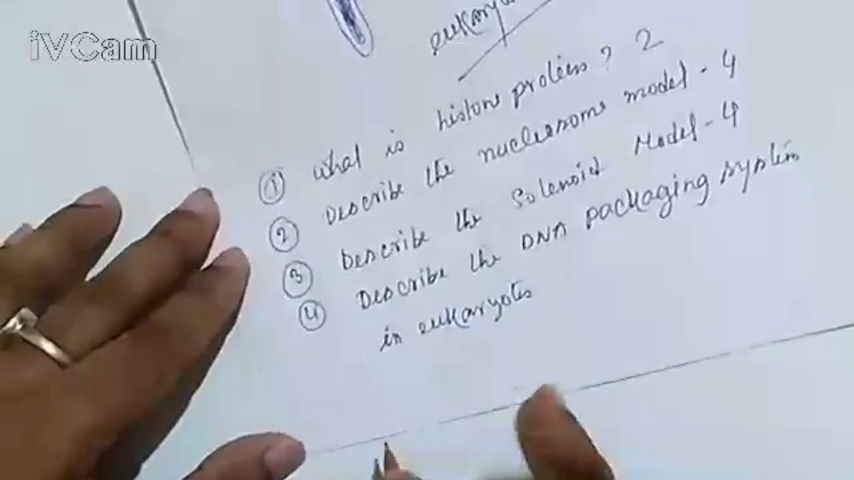 iVCam
eukaryo
① What is histone proteins? 2
② Describe the nucleosome model - 4
③ Describe the Solenoid Model - 4
④ Describe the DNA packaging system
in eukaryotes